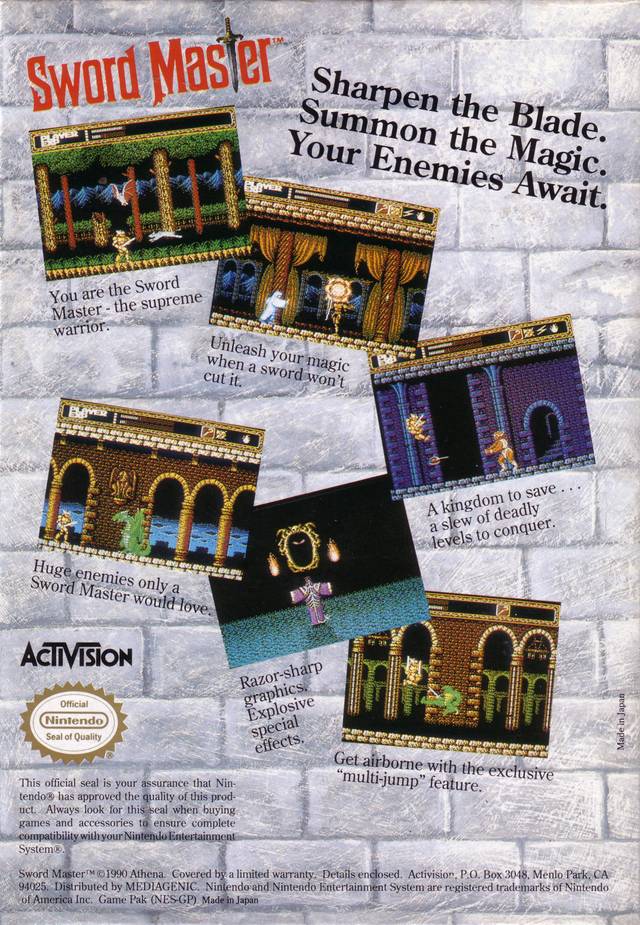 Sword Master™
Sharpen the Blade.
Summon the Magic.
Your Enemies Await.
PLAYER
You are the Sword
Master - the supreme
warrior.
PLAYER
Unleash your magic
when a sword won't
cut it.
A kingdom to save . . .
a slew of deadly
levels to conquer.
PLAYER
Huge enemies only a
Sword Master would love.
Razor-sharp
graphics.
Explosive
special
effects.
Get airborne with the exclusive
"multi-jump" feature.
ACTIVISION
Official
Nintendo
Seal of Quality
®
Made in Japan
This official seal is your assurance that Nin-
tendo® has approved the quality of this prod-
uct. Always look for this seal when buying
games and accessories to ensure complete
compatibility with your Nintendo Entertainment
System®.
Sword Master™ ©1990 Athena. Covered by a limited warranty. Details enclosed. Activision, P.O. Box 3048, Menlo Park, CA
94025. Distributed by MEDIAGENIC. Nintendo and Nintendo Entertainment System are registered trademarks of Nintendo
of America Inc. Game Pak (NES-GP). Made in Japan